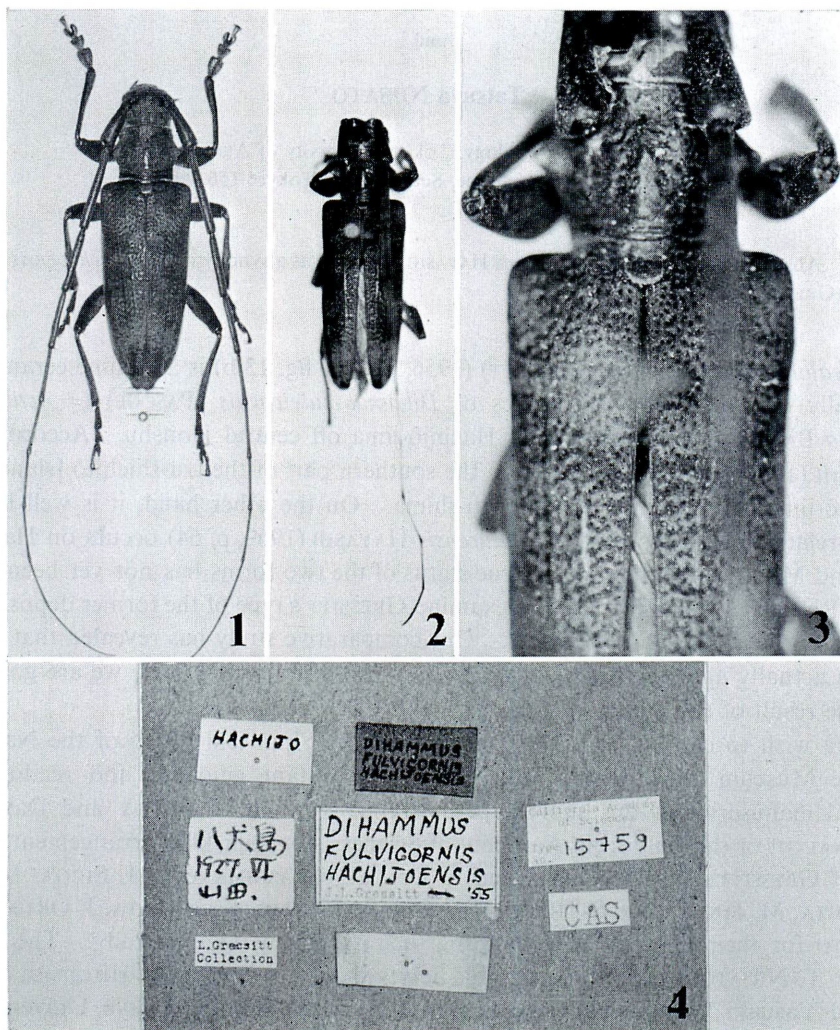 1
2
3
HACHIJO
DIHAMMUS
FULVICORNIS
HACHIJOENSIS
八丈島
1927. VI
山田.
DIHAMMUS
FULVICORNIS
HACHIJOENSIS
J.L.Gressitt '55
15759
CAS
L.Gressitt
Collection
4